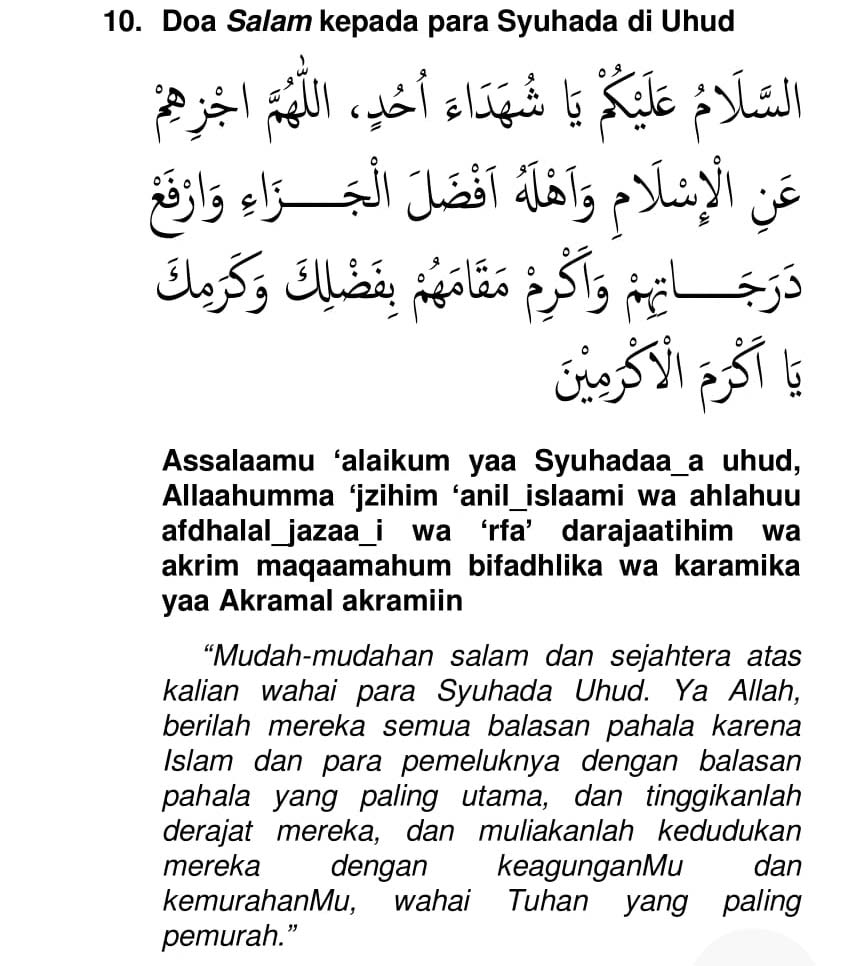 10. Doa Salam kepada para Syuhada di Uhud
السَّلَامُ عَلَيْكُمْ يَا شُهَدَاءَ أُحُدٍ، اَللّٰهُمَّ اجْزِهِمْ
عَنِ الْإِسْلَامِ وَأَهْلَهُ أَفْضَلَ الْجَـــزَاءِ وَارْفَعْ
دَرَجَـــاتِهِمْ وَأَكْرِمْ مَقَامَهُمْ بِفَضْلِكَ وَكَرَمِكَ
يَا أَكْرَمَ الْأَكْرَمِيْنَ
Assalaamu ‘alaikum yaa Syuhadaa_a uhud,
Allaahumma ‘jzihim ‘anil_islaami wa ahlahuu
afdhalal_jazaa_i wa ‘rfa’ darajaatihim wa
akrim maqaamahum bifadhlika wa karamika
yaa Akramal akramiin
“Mudah-mudahan salam dan sejahtera atas
kalian wahai para Syuhada Uhud. Ya Allah,
berilah mereka semua balasan pahala karena
Islam dan para pemeluknya dengan balasan
pahala yang paling utama, dan tinggikanlah
derajat mereka, dan muliakanlah kedudukan
mereka dengan keagunganMu dan
kemurahanMu, wahai Tuhan yang paling
pemurah.”